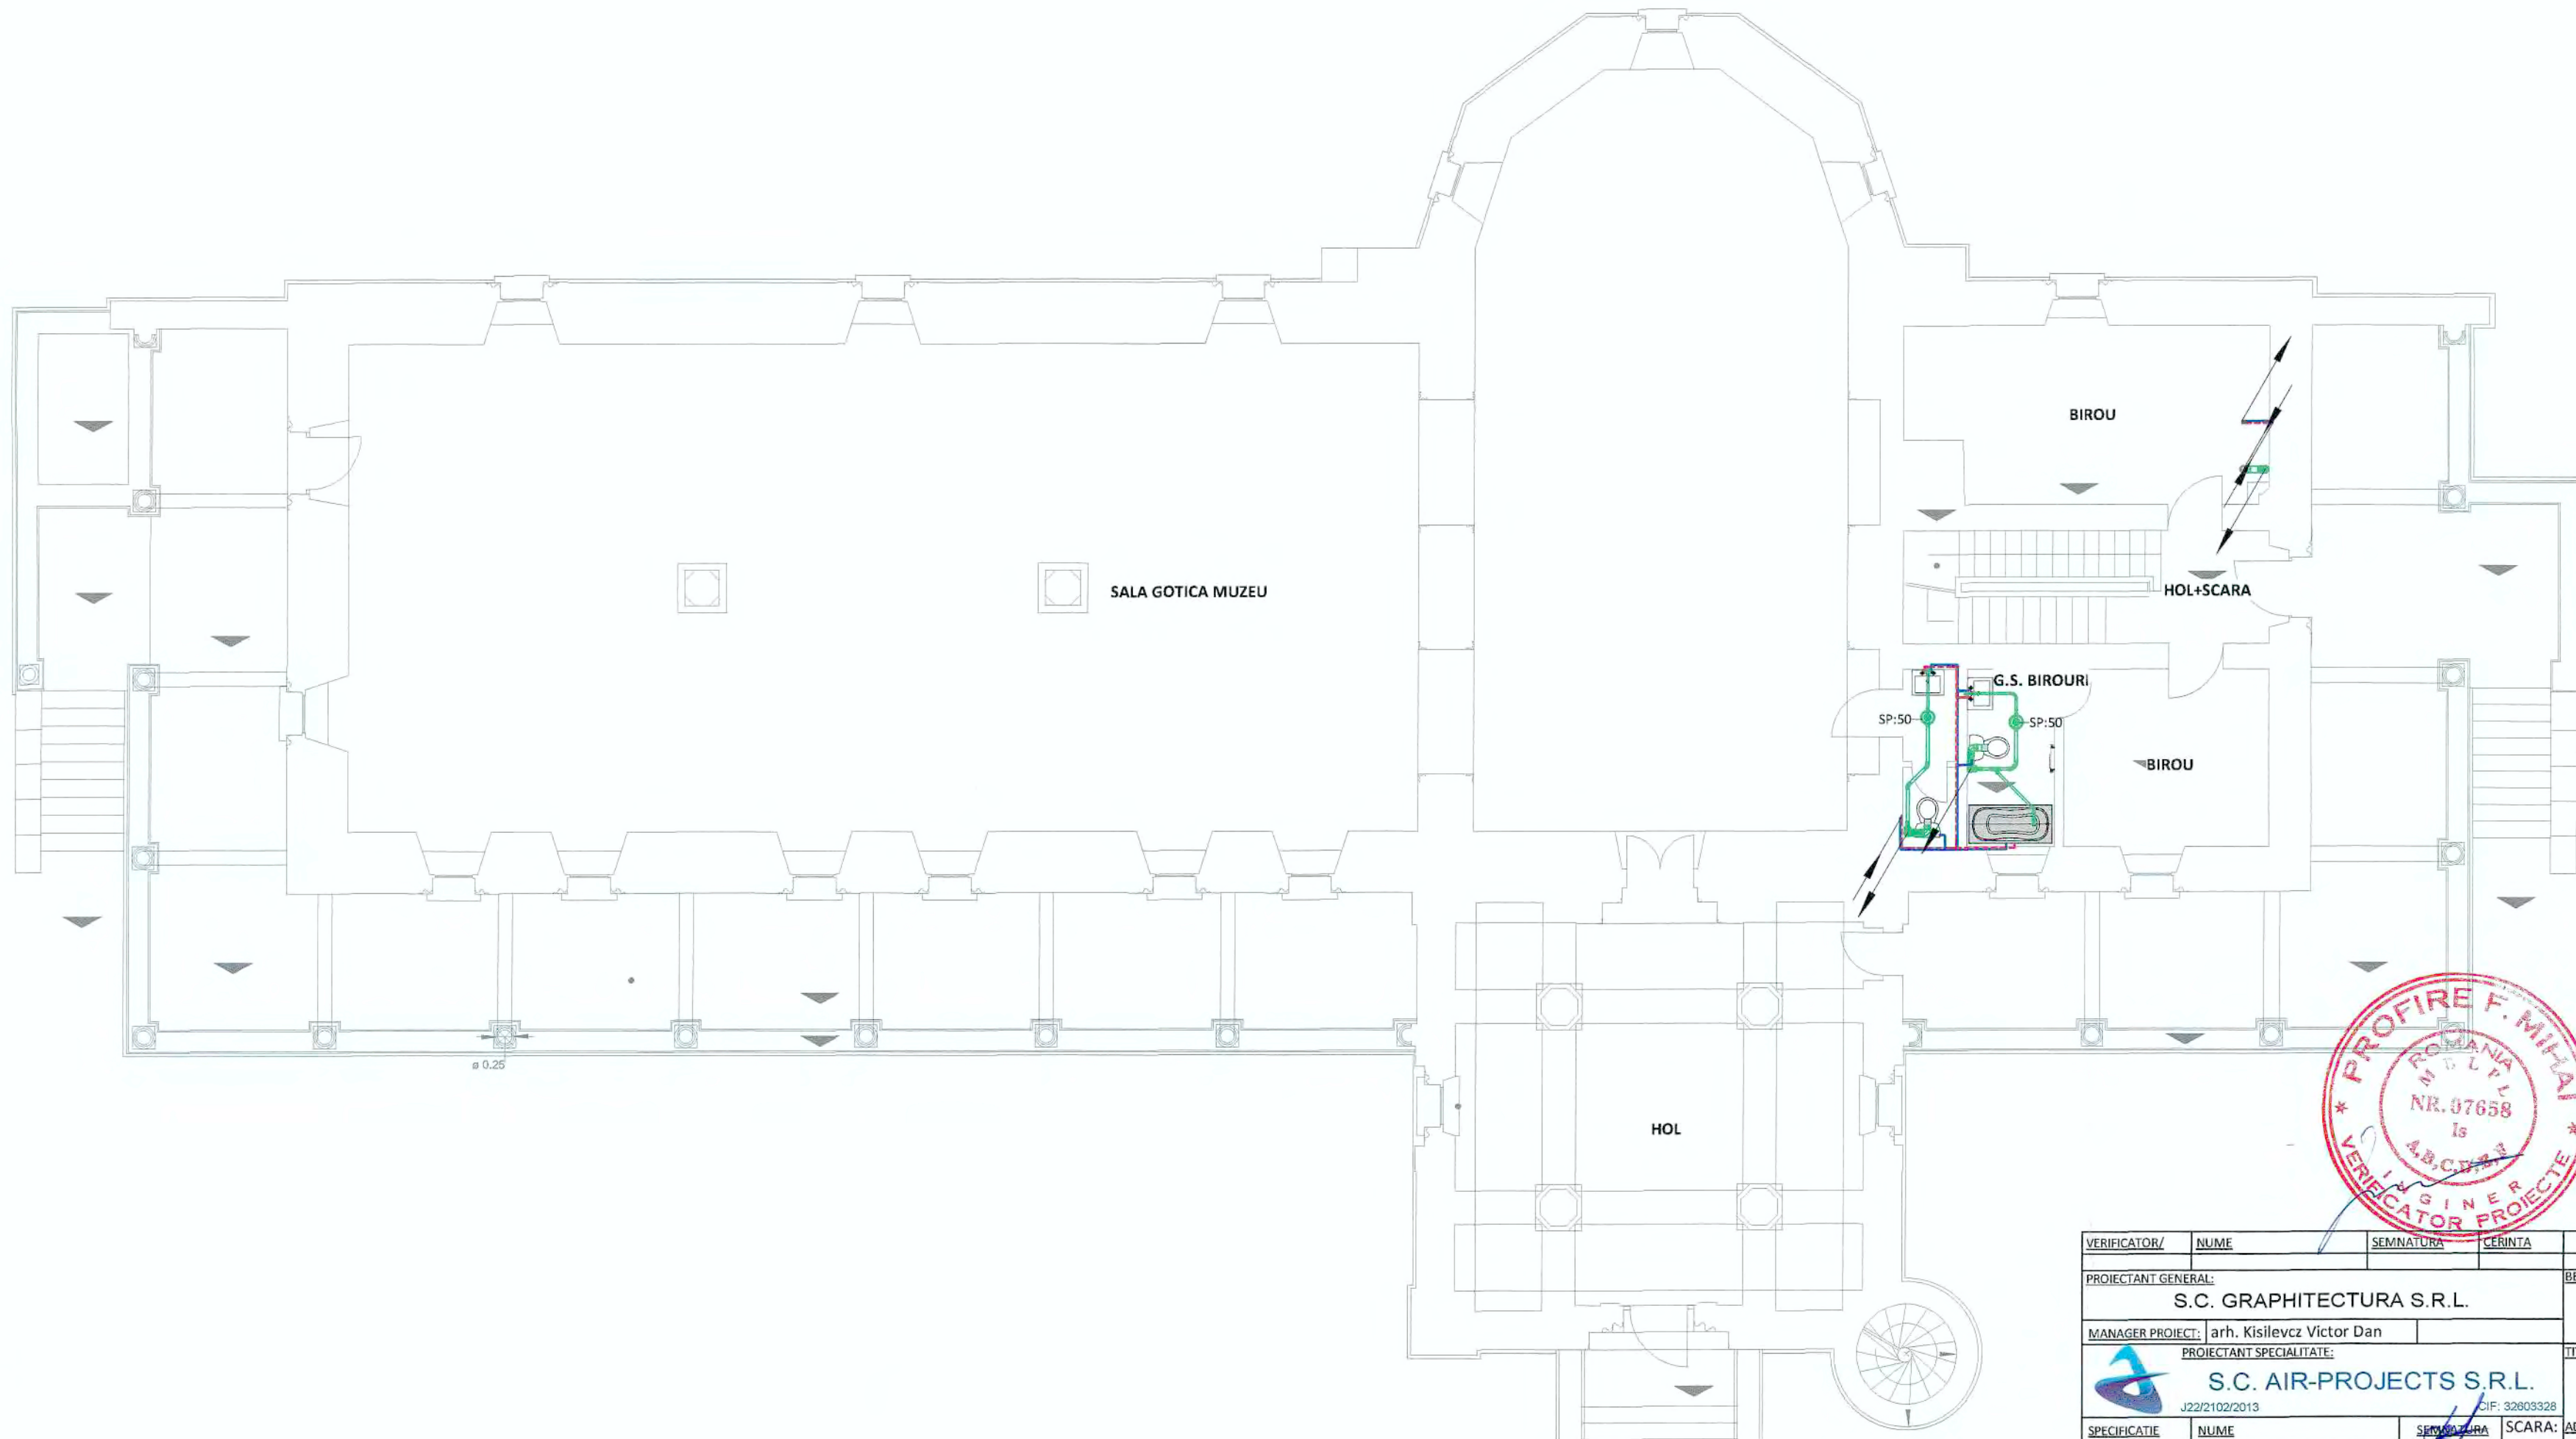 BIROU
SALA GOTICA MUZEU
HOL+SCARA
G.S. BIROURI
SP:50
SP:50
BIROU
ø 0.25
HOL
PROFIRE F. MIHAI
VERIFICATOR PROIECTE
ROMANIA
NR. 07658
Is
INGINER
VERIFICATOR/ NUME SEMNATURA CERINTA
PROIECTANT GENERAL:
S.C. GRAPHITECTURA S.R.L.
MANAGER PROIECT: arh. Kisilevcz Victor Dan
PROIECTANT SPECIALITATE:
S.C. AIR-PROJECTS S.R.L.
J22/2102/2013 CIF: 32603328
SPECIFICATIE NUME SEMNATURA SCARA: